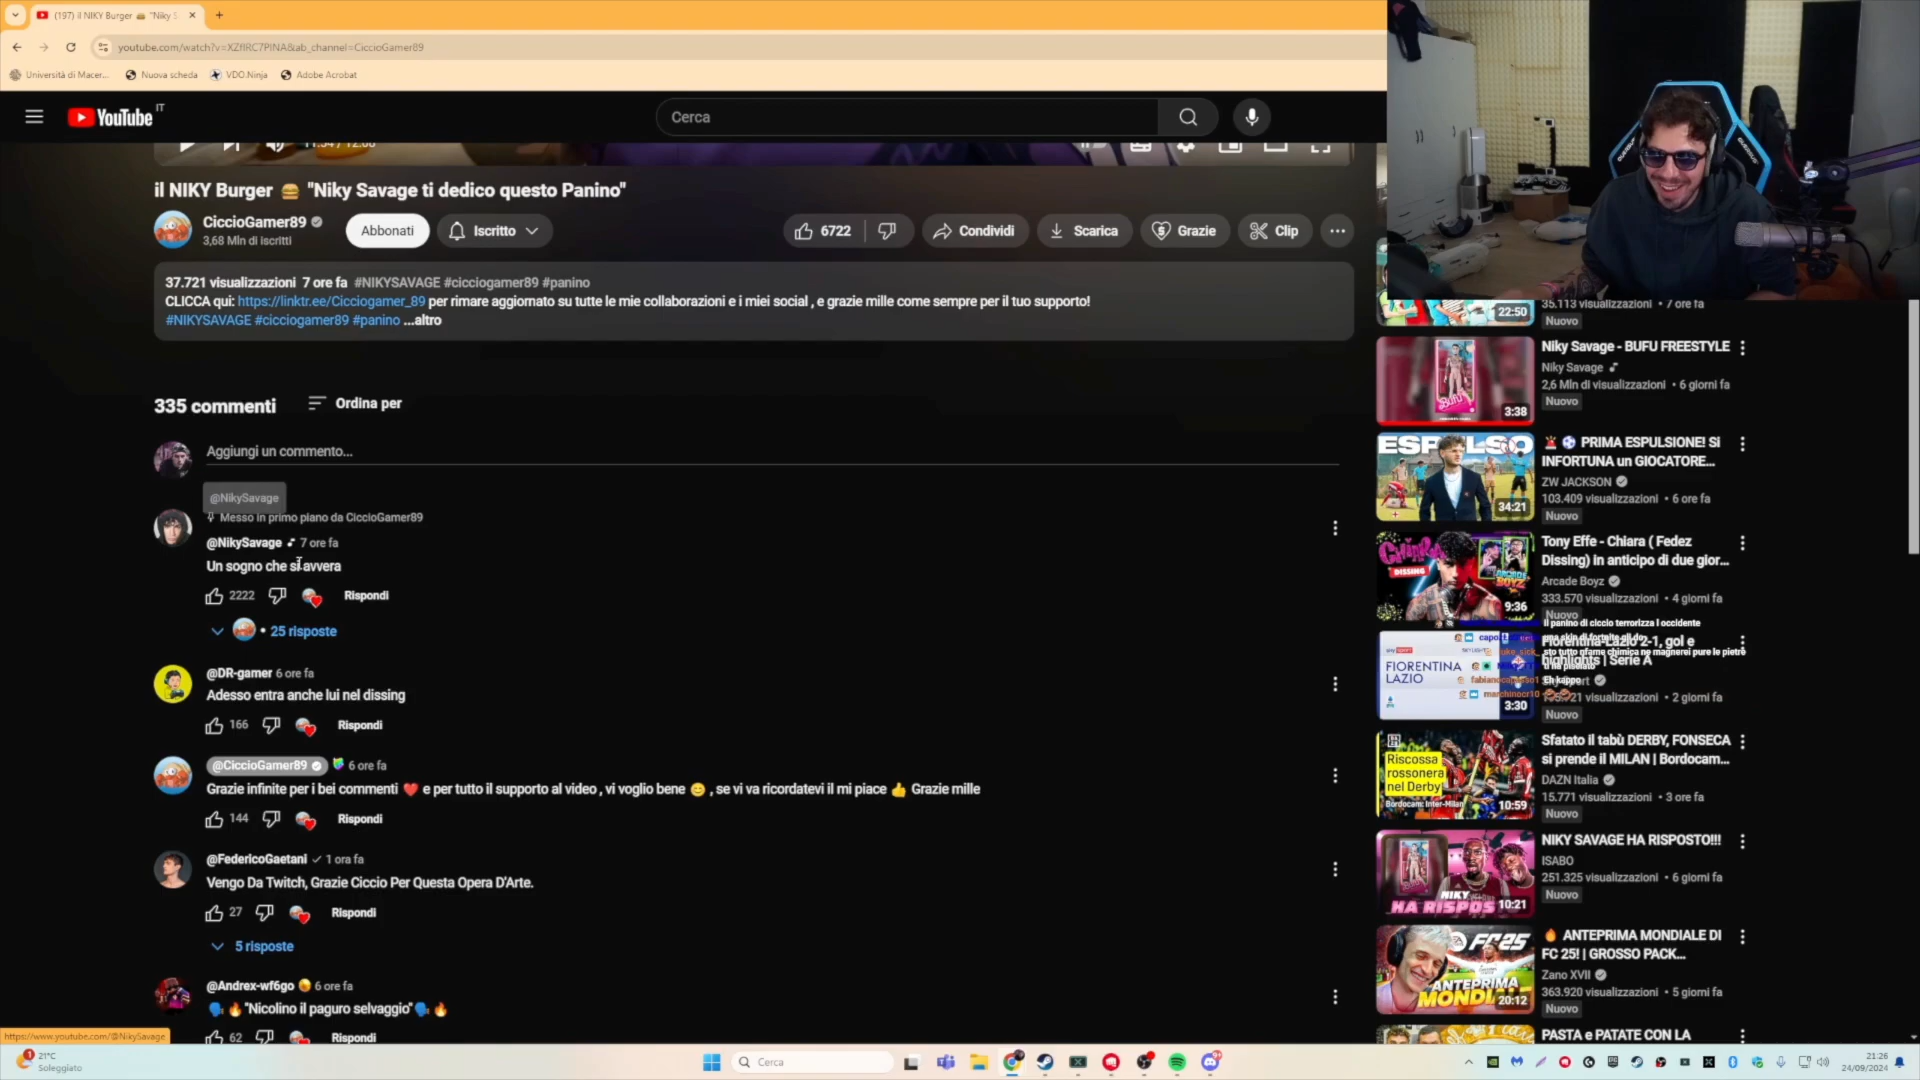 (197) il NIKY Burger 🍔 "Niky S
youtube.com/watch?v=XZfIRC7PINA&ab_channel=CiccioGamer89
Università di Macer...
Nuova scheda
VDO.Ninja
Adobe Acrobat
YouTube IT
Cerca
il NIKY Burger 🍔 "Niky Savage ti dedico questo Panino"
CiccioGamer89
3,68 Mln di iscritti
Abbonati
Iscritto
6722
Condividi
Scarica
Grazie
Clip
37.721 visualizzazioni 7 ore fa #NIKYSAVAGE #cicciogamer89 #panino
CLICCA qui: https://linktr.ee/Cicciogamer_89 per rimare aggiornato su tutte le mie collaborazioni e i miei social , e grazie mille come sempre per il tuo supporto!
#NIKYSAVAGE #cicciogamer89 #panino ...altro
335 commenti
Ordina per
Aggiungi un commento...
@NikySavage
Messo in primo piano da CiccioGamer89
@NikySavage 7 ore fa
Un sogno che si avvera
2222
Rispondi
• 25 risposte
@DR-gamer 6 ore fa
Adesso entra anche lui nel dissing
166
Rispondi
@CiccioGamer89 6 ore fa
Grazie infinite per i bei commenti ❤️ e per tutto il supporto al video , vi voglio bene 😊 , se vi va ricordatevi il mi piace 👍 Grazie mille
144
Rispondi
@FedericoGaetani 1 ora fa
Vengo Da Twitch, Grazie Ciccio Per Questa Opera D'Arte.
27
Rispondi
5 risposte
@Andrex-wf6go 6 ore fa
🗣️🔥"Nicolino il paguro selvaggio"🗣️🔥
62
Rispondi
https://www.youtube.com/@NikySavage
22:50
35.113 visualizzazioni • 7 ore fa
Nuovo
3:38
Niky Savage - BUFU FREESTYLE
Niky Savage
2,6 Mln di visualizzazioni • 6 giorni fa
Nuovo
ESPULSO
34:21
🚨 ⚽ PRIMA ESPULSIONE! SI
INFORTUNA un GIOCATORE...
ZW JACKSON
103.409 visualizzazioni • 6 ore fa
Nuovo
CHIARA
DISSING
ARCADE BOYZ
9:36
Tony Effe - Chiara ( Fedez
Dissing) in anticipo di due gior...
Arcade Boyz
333.570 visualizzazioni • 4 giorni fa
Nuovo
Il panino di ciccio terrorizza l occidente
FIORENTINA
LAZIO
3:30
Fiorentina-Lazio 2-1, gol e
highlights | Serie A
Eh kappo
marchinocr10
2 giorni fa
Nuovo
Riscossa
rossonera
nel Derby
Bordocam: Inter-Milan
10:59
Sfatato il tabù DERBY, FONSECA
si prende il MILAN | Bordocam...
DAZN Italia
15.771 visualizzazioni • 3 ore fa
Nuovo
NIKY
HA RISPOS
10:21
NIKY SAVAGE HA RISPOSTO!!!
ISABO
251.325 visualizzazioni • 6 giorni fa
Nuovo
FC 25
ANTEPRIMA
MONDIALE
20:12
🔥 ANTEPRIMA MONDIALE DI
FC 25! | GROSSO PACK...
Zano XVII
363.920 visualizzazioni • 5 giorni fa
Nuovo
PASTA e PATATE CON LA
21°C
Soleggiato
Cerca
21:26
24/09/2024